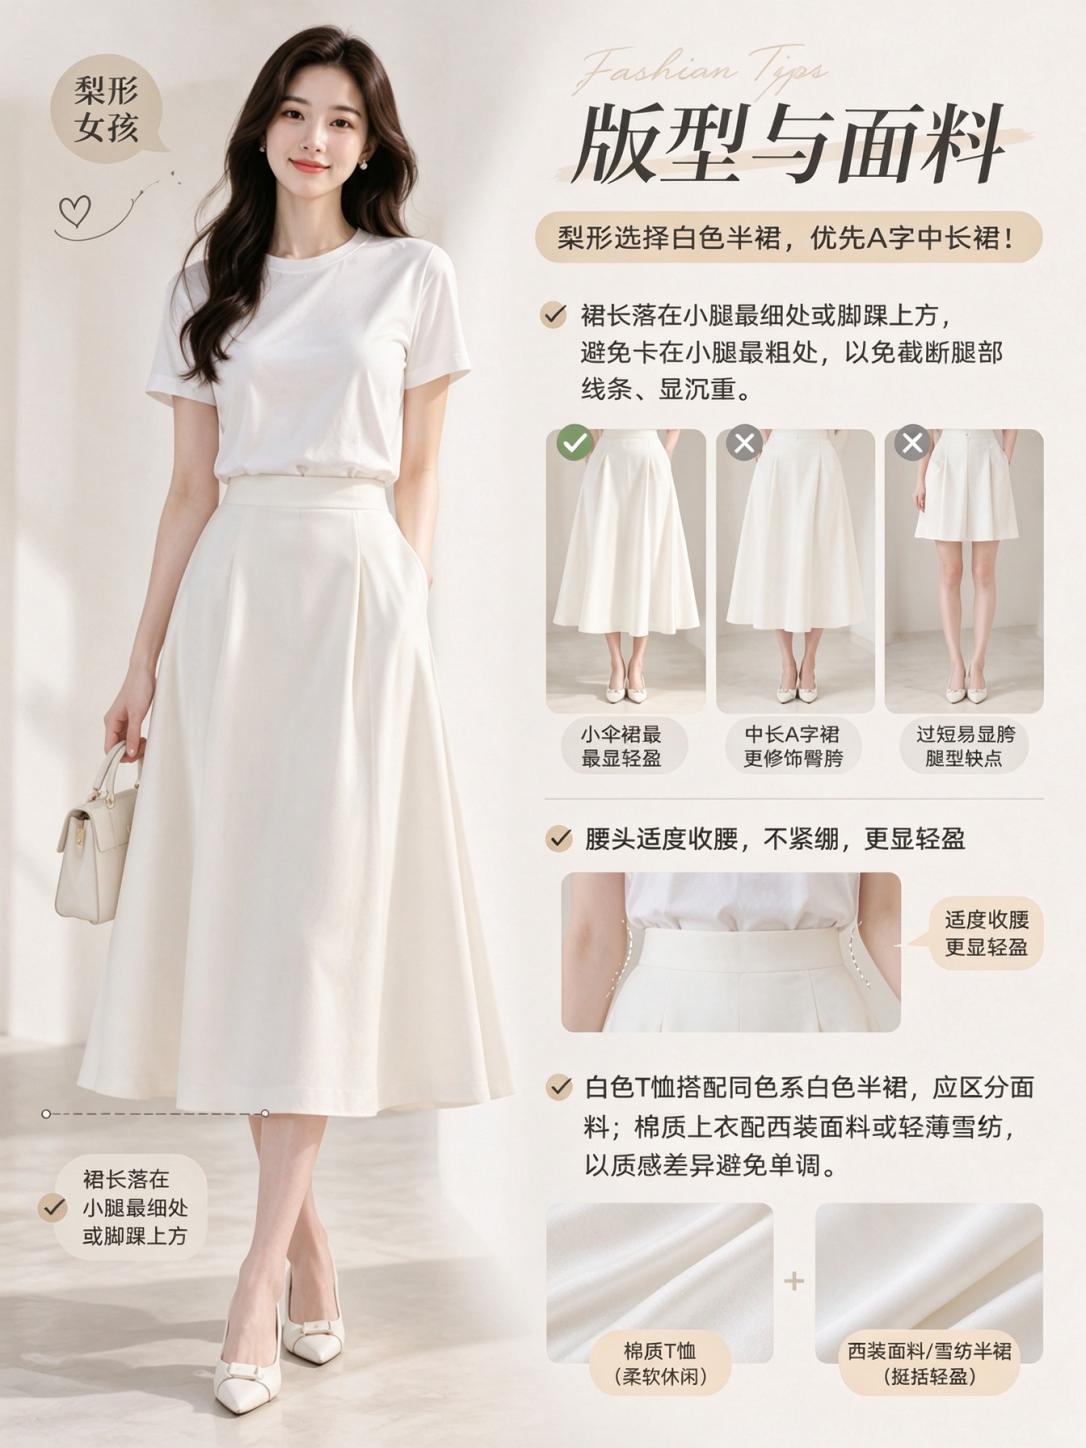 梨形
女孩
Fashian Tips
版型与面料
梨形选择白色半裙，优先A字中长裙！
裙长落在小腿最细处或脚踝上方，
避免卡在小腿最粗处，以免截断腿部
线条、显沉重。
小伞裙最
最显轻盈
中长A字裙
更修饰臀胯
过短易显胯
腿型缺点
腰头适度收腰，不紧绷，更显轻盈
适度收腰
更显轻盈
白色T恤搭配同色系白色半裙，应区分面
料；棉质上衣配西装面料或轻薄雪纺，
以质感差异避免单调。
裙长落在
小腿最细处
或脚踝上方
+
棉质T恤
（柔软休闲）
西装面料/雪纺半裙
（挺括轻盈）